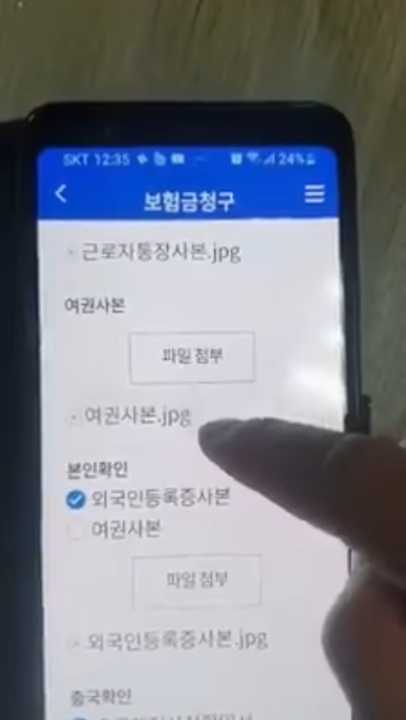 SKT 12:35 24%
보험금청구
근로자통장사본.jpg
여권사본
파일 첨부
여권사본.jpg
본인확인
외국인등록증사본
여권사본
파일 첨부
외국인등록증사본.jpg
출국확인